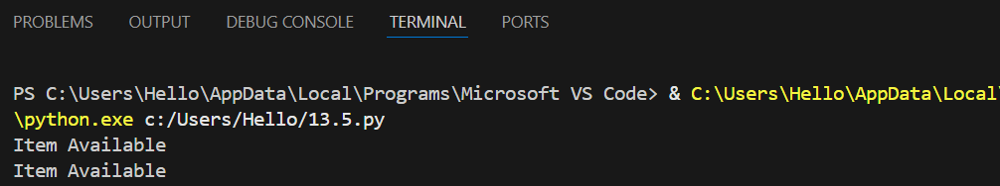 PROBLEMS OUTPUT DEBUG CONSOLE TERMINAL PORTS
PS C:\Users\Hello\AppData\Local\Programs\Microsoft VS Code> & C:\Users\Hello\AppData\Local\
\python.exe c:/Users/Hello/13.5.py
Item Available
Item Available